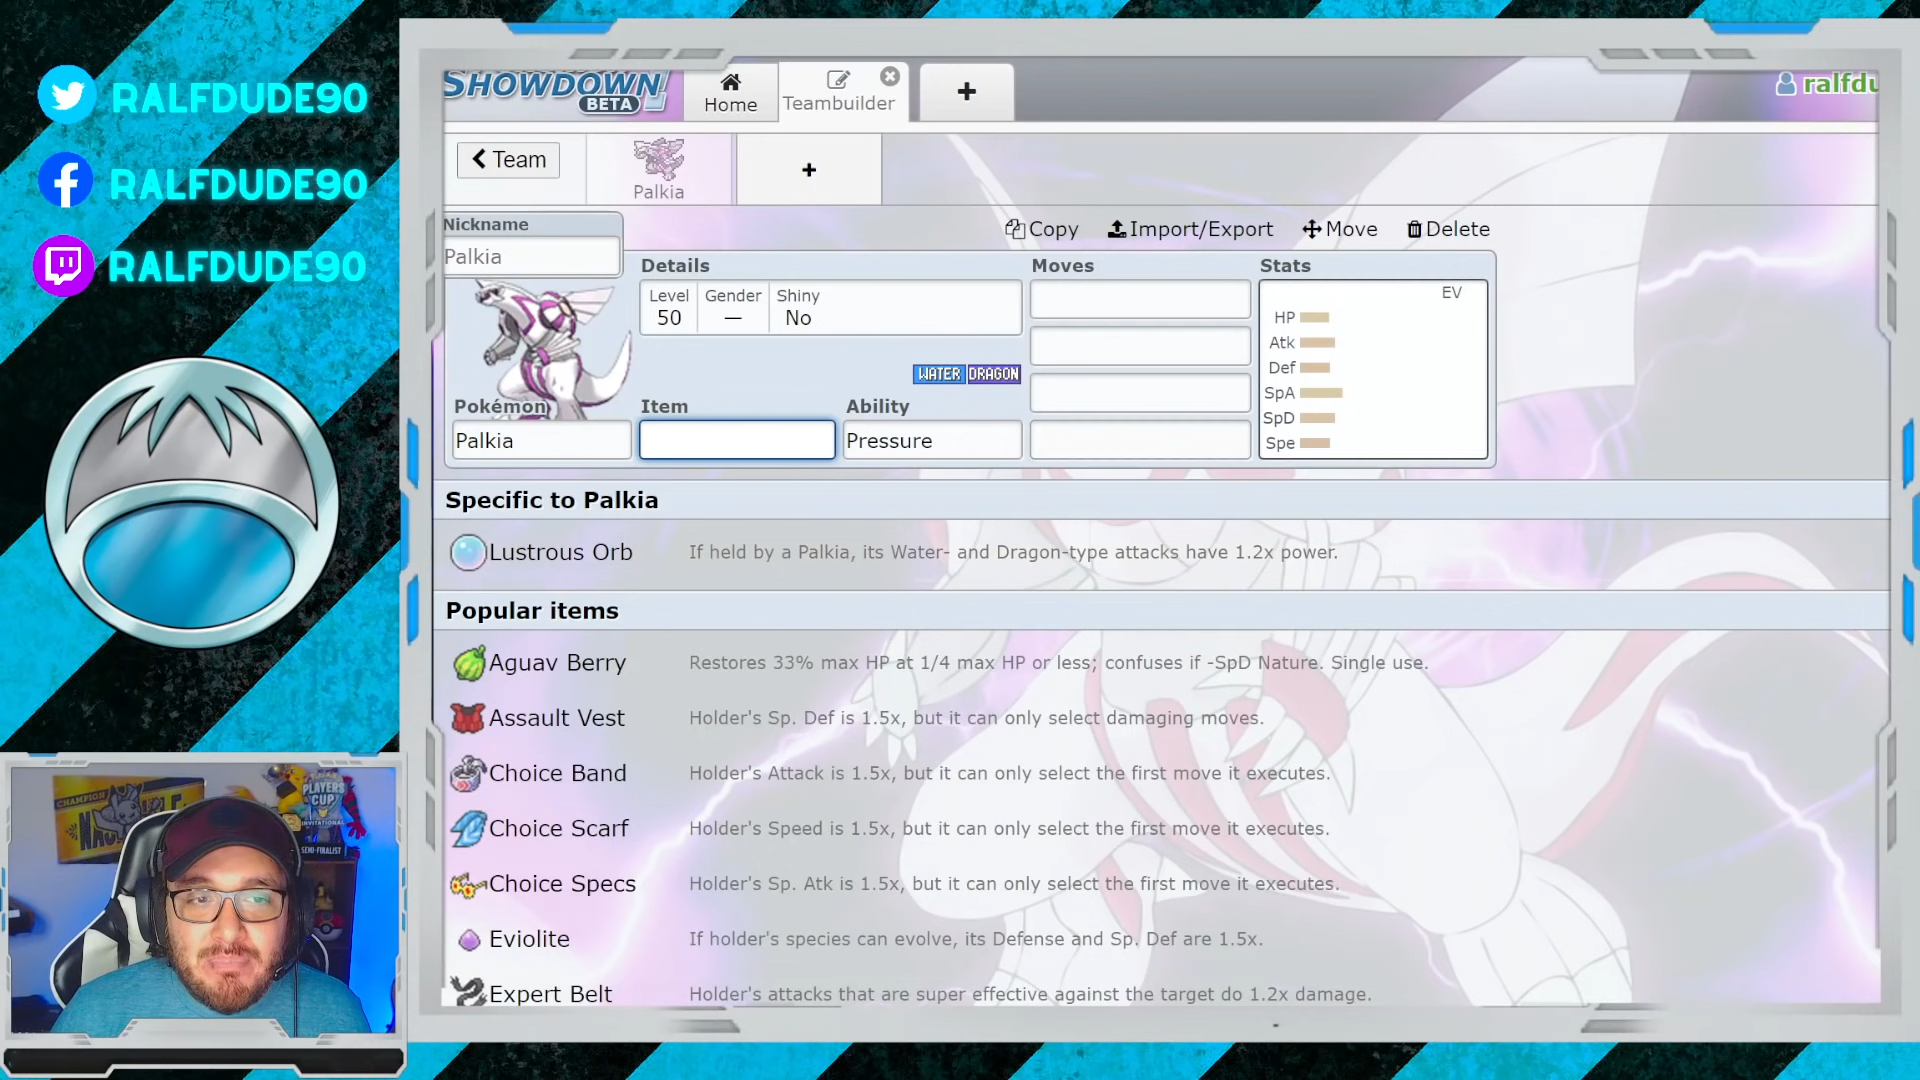 RALFDUDE90
RALFDUDE90
RALFDUDE90
SHOWDOWN
BETA
Home
Teambuilder
+
ralfdu
Team
Palkia
+
Nickname
Palkia
Copy
Import/Export
Move
Delete
Details
Moves
Stats
Level
Gender
Shiny
50
—
No
EV
HP
Atk
Def
SpA
SpD
Spe
WATER DRAGON
Pokémon
Item
Ability
Palkia
Pressure
Specific to Palkia
Lustrous Orb If held by a Palkia, its Water- and Dragon-type attacks have 1.2x power.
Popular items
Aguav Berry Restores 33% max HP at 1/4 max HP or less; confuses if -SpD Nature. Single use.
Assault Vest Holder's Sp. Def is 1.5x, but it can only select damaging moves.
Choice Band Holder's Attack is 1.5x, but it can only select the first move it executes.
Choice Scarf Holder's Speed is 1.5x, but it can only select the first move it executes.
Choice Specs Holder's Sp. Atk is 1.5x, but it can only select the first move it executes.
Eviolite If holder's species can evolve, its Defense and Sp. Def are 1.5x.
Expert Belt Holder's attacks that are super effective against the target do 1.2x damage.
CHAMPION
PLAYERS
CUP
INVITATIONAL
SEMI-FINALIST